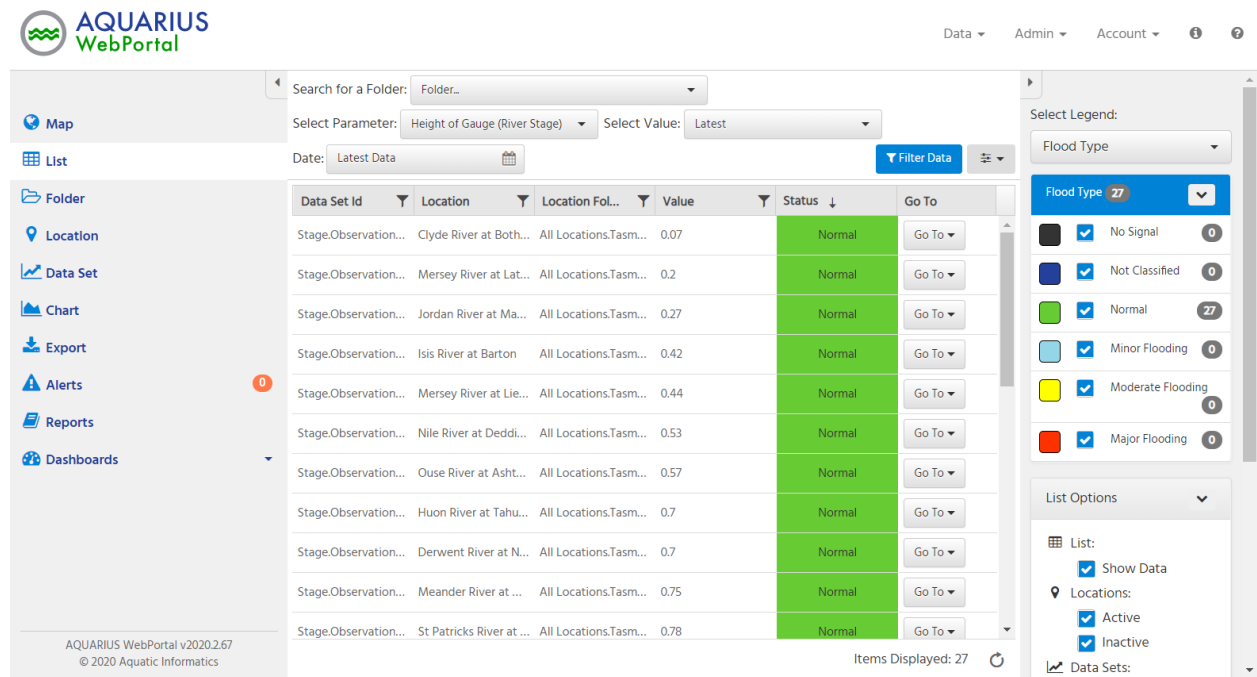 AQUARIUS
WebPortal
Data
Admin
Account
Map
List
Folder
Location
Data Set
Chart
Export
Alerts 0
Reports
Dashboards
AQUARIUS WebPortal v2020.2.67
© 2020 Aquatic Informatics
Search for a Folder: Folder...
Select Parameter: Height of Gauge (River Stage) Select Value: Latest
Date: Latest Data Filter Data
Data Set Id Location Location Fol... Value Status ↓ Go To
Stage.Observation... Clyde River at Both... All Locations.Tasm... 0.07 Normal Go To
Stage.Observation... Mersey River at Lat... All Locations.Tasm... 0.2 Normal Go To
Stage.Observation... Jordan River at Ma... All Locations.Tasm... 0.27 Normal Go To
Stage.Observation... Isis River at Barton All Locations.Tasm... 0.42 Normal Go To
Stage.Observation... Mersey River at Lie... All Locations.Tasm... 0.44 Normal Go To
Stage.Observation... Nile River at Deddi... All Locations.Tasm... 0.53 Normal Go To
Stage.Observation... Ouse River at Asht... All Locations.Tasm... 0.57 Normal Go To
Stage.Observation... Huon River at Tahu... All Locations.Tasm... 0.7 Normal Go To
Stage.Observation... Derwent River at N... All Locations.Tasm... 0.7 Normal Go To
Stage.Observation... Meander River at ... All Locations.Tasm... 0.75 Normal Go To
Stage.Observation... St Patricks River at ... All Locations.Tasm... 0.78 Normal Go To
Items Displayed: 27
Select Legend:
Flood Type
Flood Type 27
No Signal 0
Not Classified 0
Normal 27
Minor Flooding 0
Moderate Flooding
0
Major Flooding 0
List Options
List:
Show Data
Locations:
Active
Inactive
Data Sets: